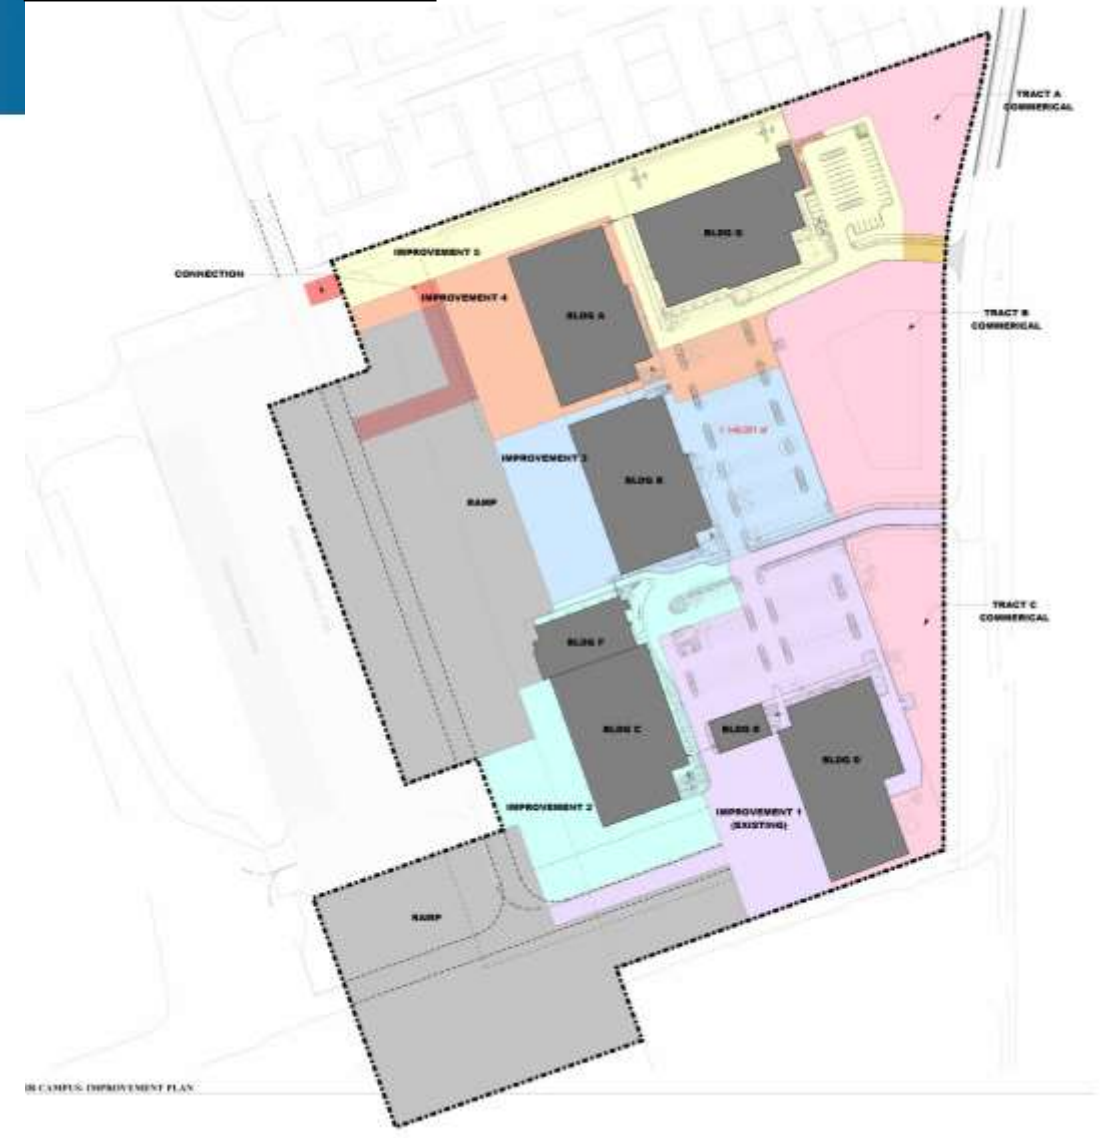 TRACT A
COMMERICAL
BLDG G
IMPROVEMENT 5
CONNECTION
IMPROVEMENT 4
BLDG A
TRACT B
COMMERICAL
IMPROVEMENT 3
BLDG B
RAMP
TRACT C
COMMERICAL
BLDG F
BLDG C
BLDG E
BLDG D
IMPROVEMENT 2
IMPROVEMENT 1
(EXISTING)
RAMP
IR CAMPUS: IMPROVEMENT PLAN